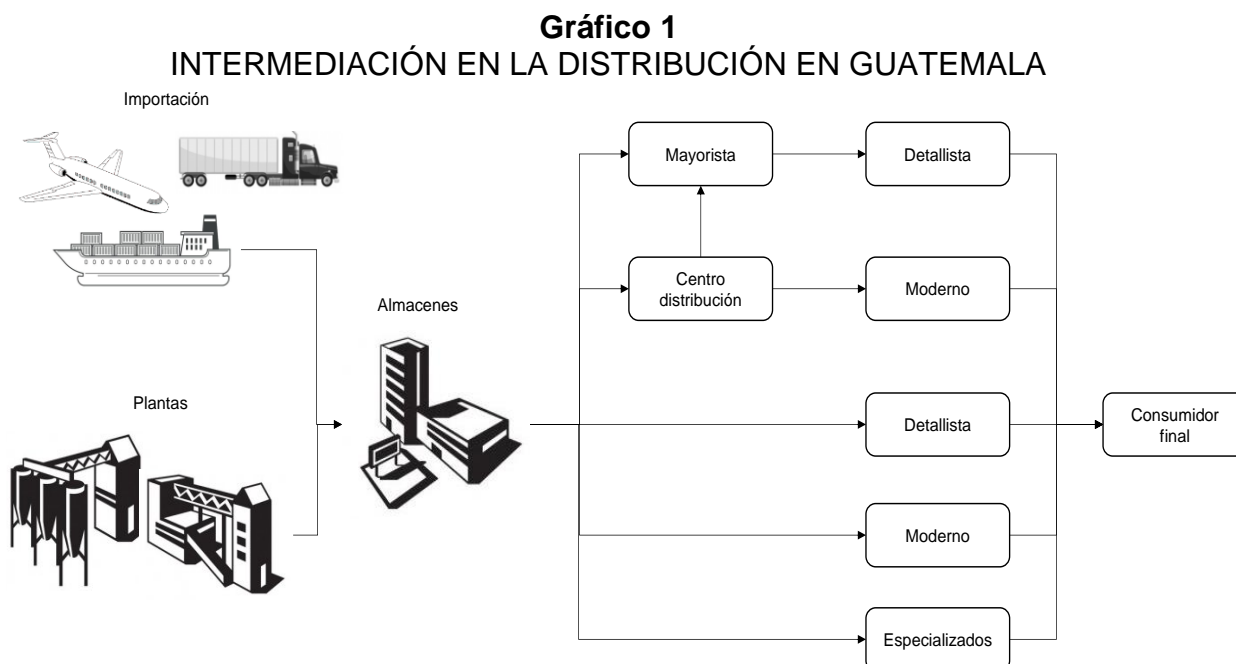 Gráfico 1
INTERMEDIACIÓN EN LA DISTRIBUCIÓN EN GUATEMALA
Importación
Mayorista
Detallista
Centro
distribución
Moderno
Almacenes
Plantas
Detallista
Consumidor
final
Moderno
Especializados